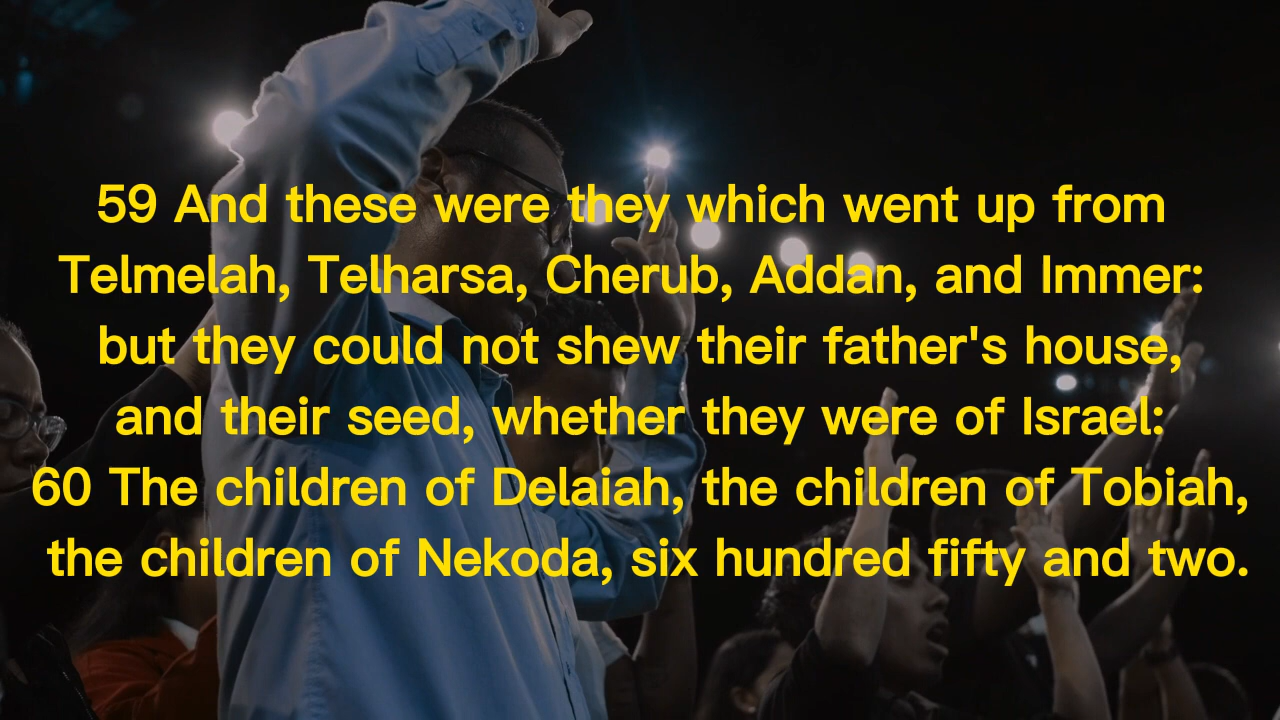 59 And these were they which went up from
Telmelah, Telharsa, Cherub, Addan, and Immer:
but they could not shew their father's house,
and their seed, whether they were of Israel:
60 The children of Delaiah, the children of Tobiah,
the children of Nekoda, six hundred fifty and two.